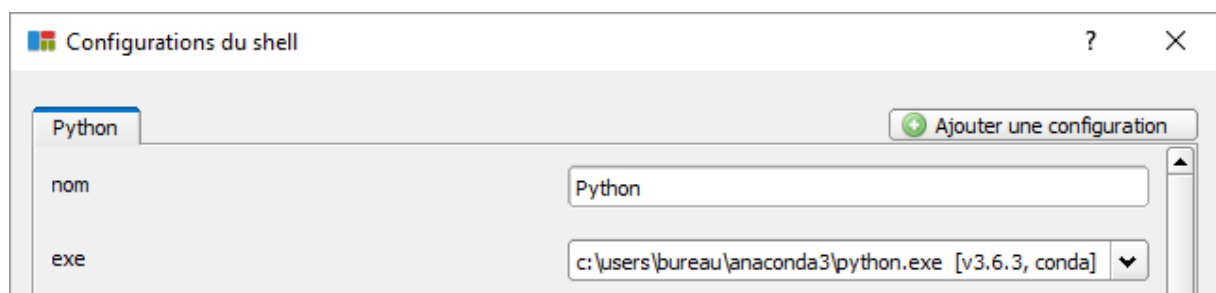 Configurations du shell ?
Python Ajouter une configuration
nom Python
exe c:\users\bureau\anaconda3\python.exe [v3.6.3, conda]